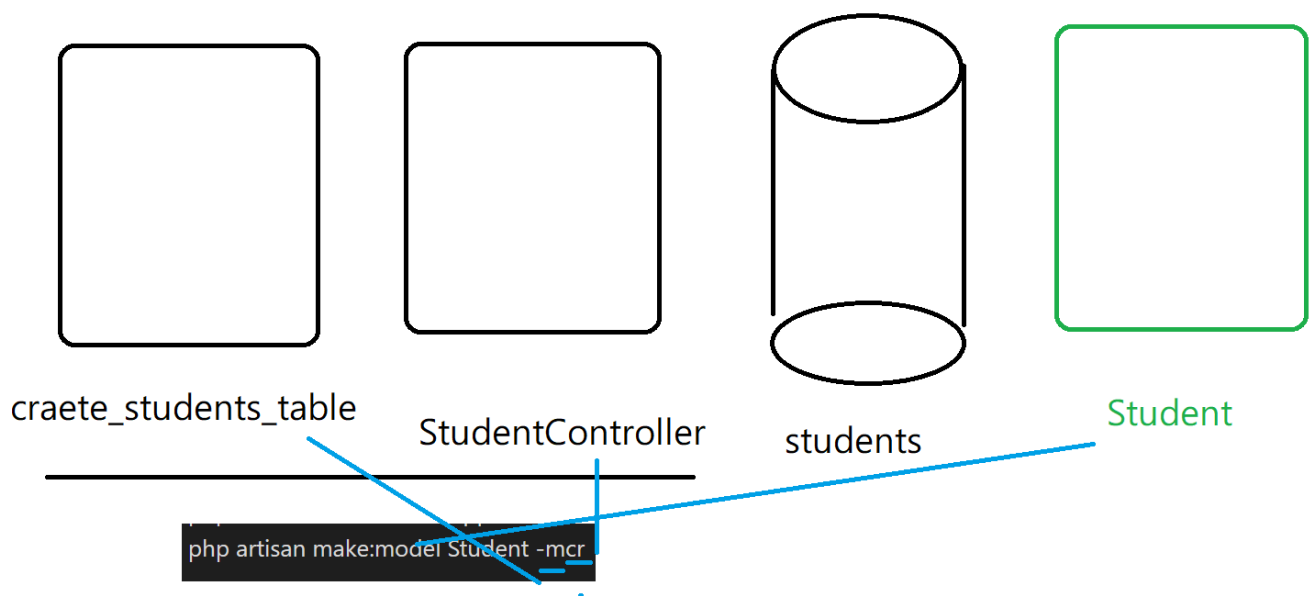 craete_students_table
StudentController
students
Student
php artisan make:model Student -mcr